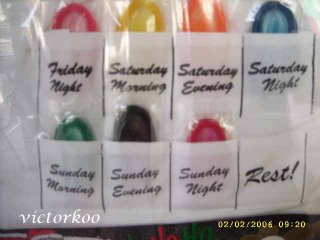 Friday
Night
Saturday
Morning
Saturday
Evening
Saturday
Night
Sunday
Morning
Sunday
Evening
Sunday
Night
Rest!
victorkoo
02/02/2006 09:20